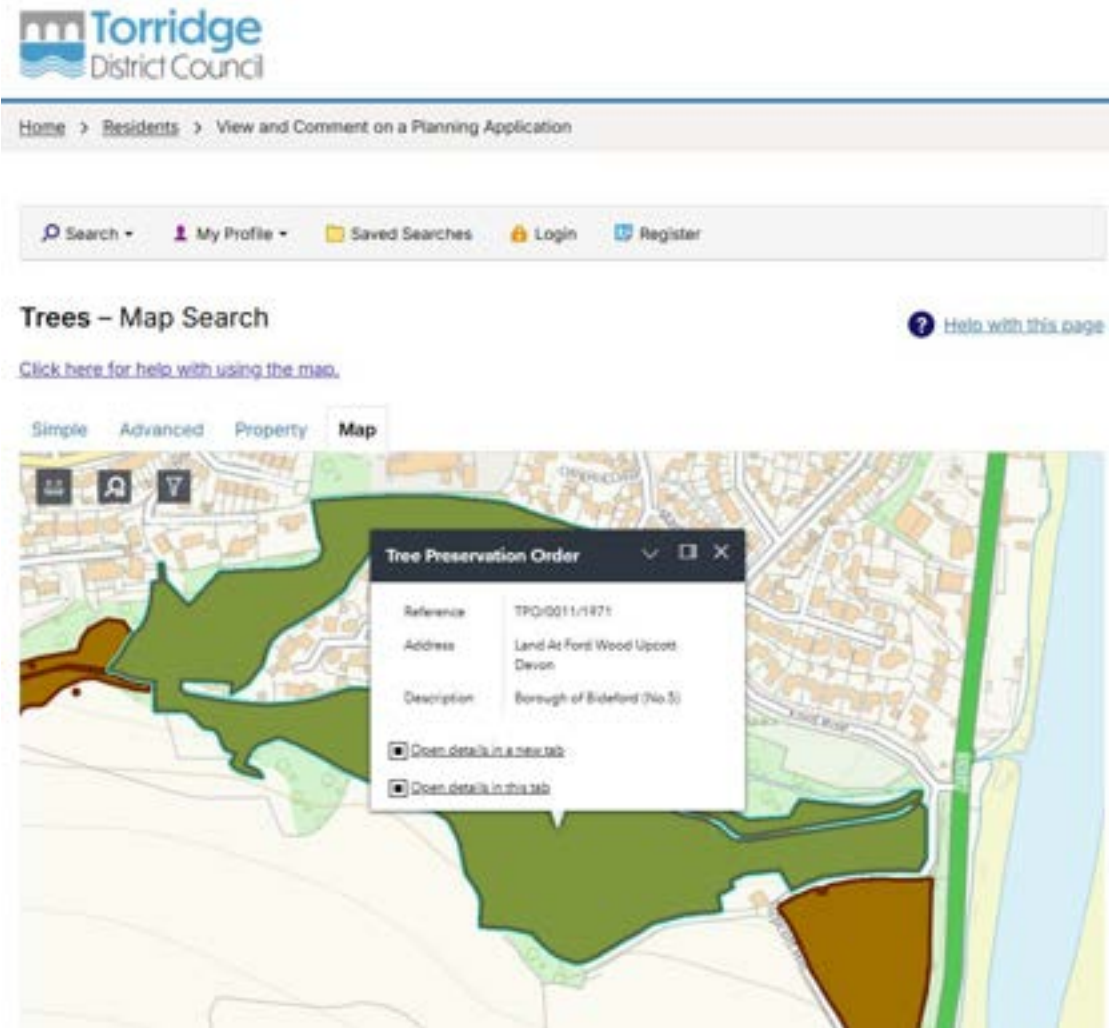 Torridge
District Council
Home > Residents > View and Comment on a Planning Application
Search My Profile Saved Searches Login Register
Trees – Map Search
? Help with this page
Click here for help with using the map.
Simple Advanced Property Map
Tree Preservation Order
Reference TPO/0011/1971
Address Land At Ford Wood Upcott
Devon
Description Borough of Bideford (No.5)
Open details in a new tab
Open details in this tab